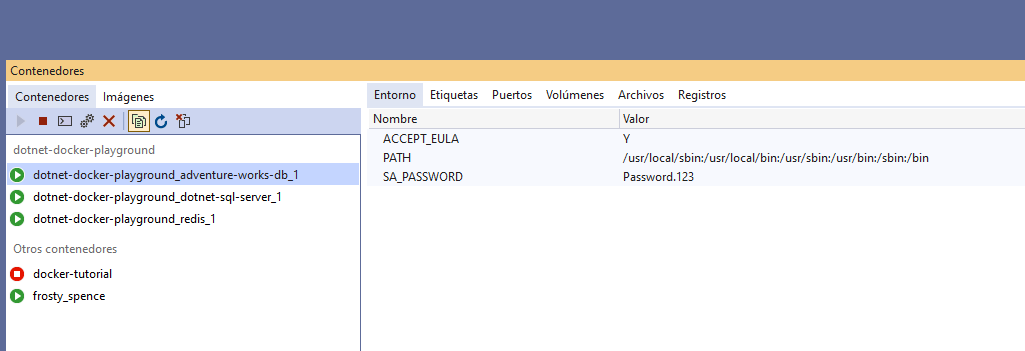 Contenedores
Contenedores Imágenes
dotnet-docker-playground
dotnet-docker-playground_adventure-works-db_1
dotnet-docker-playground_dotnet-sql-server_1
dotnet-docker-playground_redis_1
Otros contenedores
docker-tutorial
frosty_spence
Entorno Etiquetas Puertos Volúmenes Archivos Registros
Nombre Valor
ACCEPT_EULA Y
PATH /usr/local/sbin:/usr/local/bin:/usr/sbin:/usr/bin:/sbin:/bin
SA_PASSWORD Password.123